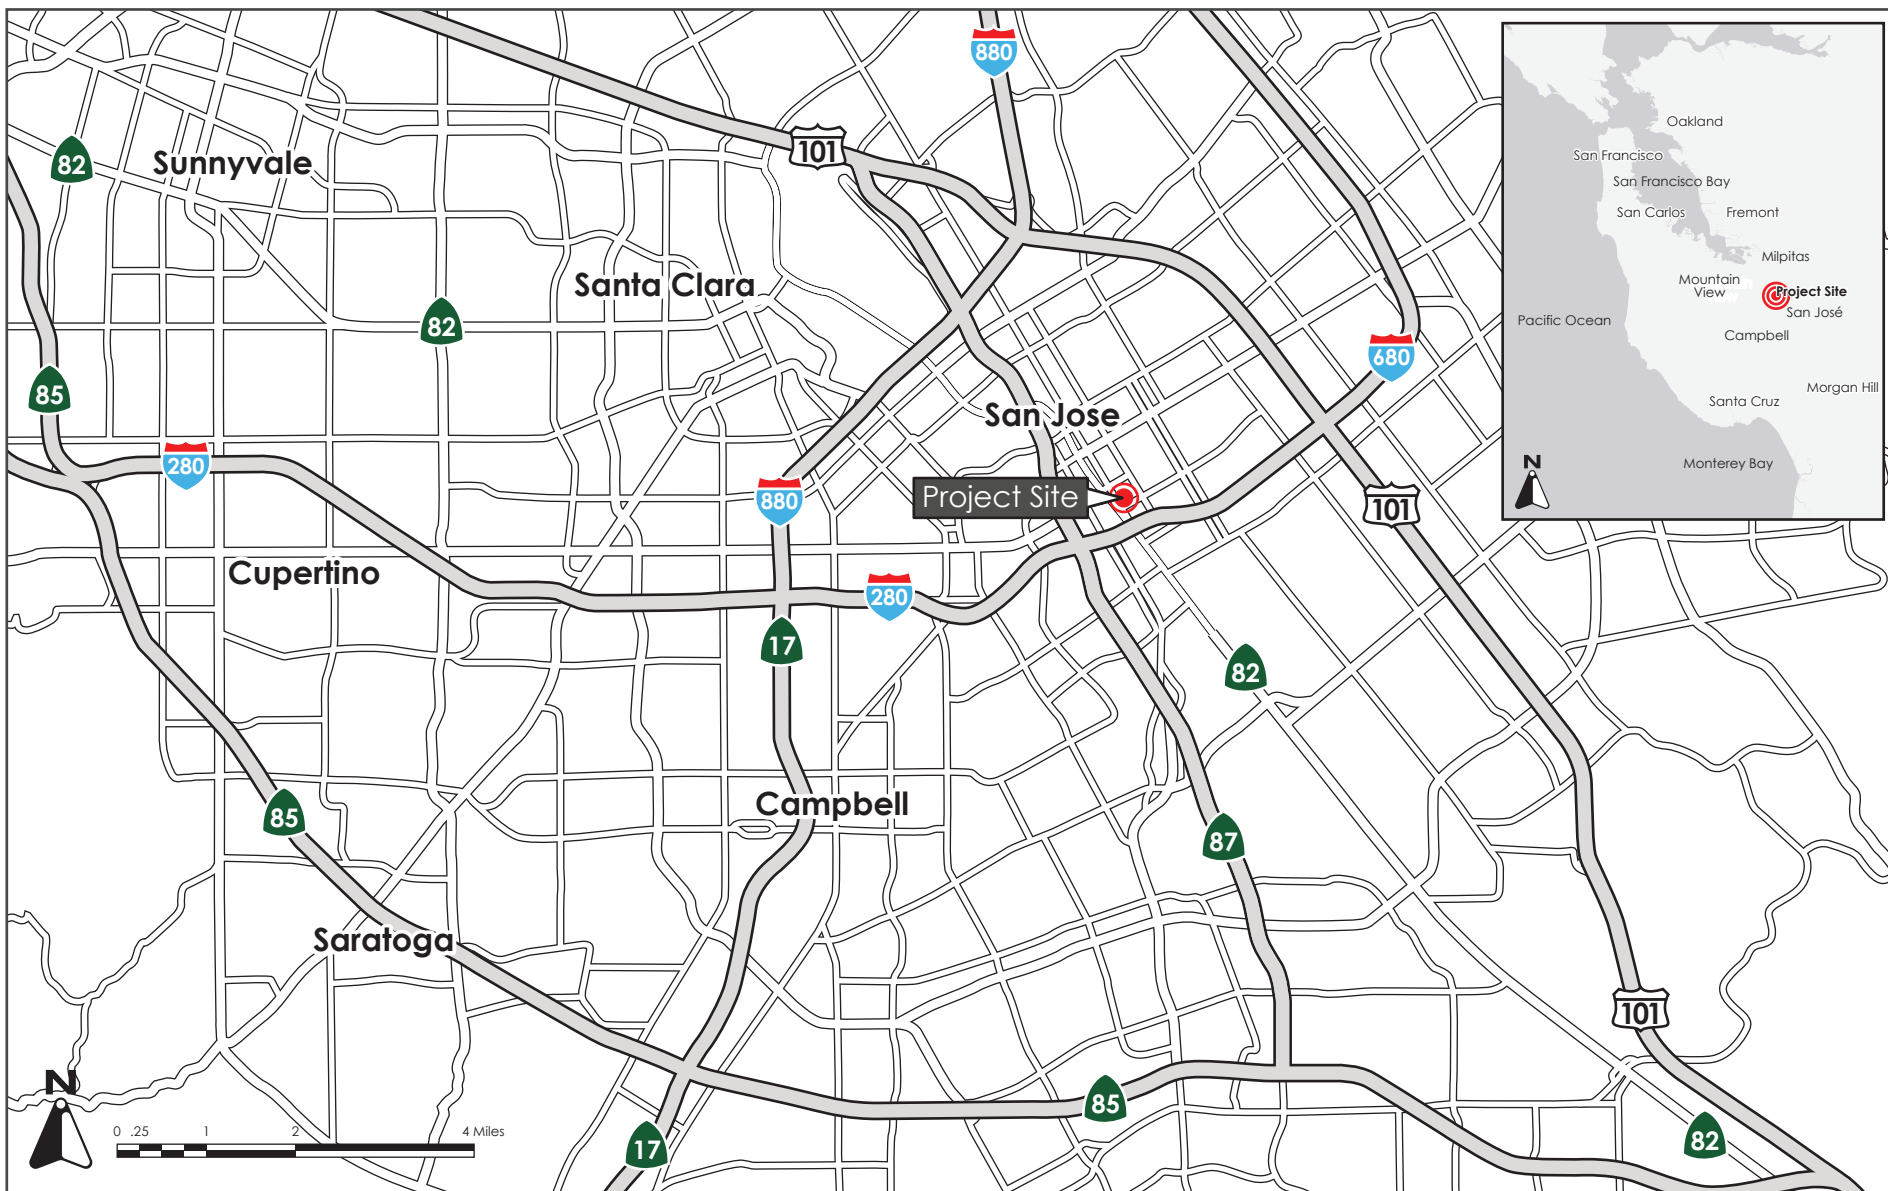 880
101
82
Sunnyvale
Santa Clara
82
680
85
San Jose
280
880
Project Site
101
Cupertino
280
17
82
Campbell
85
87
Saratoga
101
85
17
82
N
0 .25 1 2 4 Miles
Oakland
San Francisco
San Francisco Bay
San Carlos
Fremont
Milpitas
Mountain
View
Project Site
San José
Pacific Ocean
Campbell
Morgan Hill
Santa Cruz
Monterey Bay
N